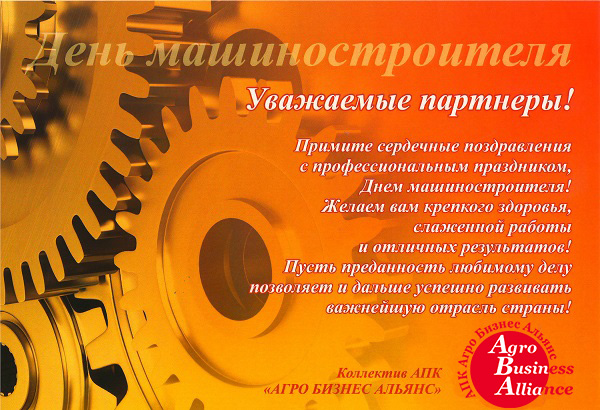 День машиностроителя
Уважаемые партнеры!
Примите сердечные поздравления
с профессиональным праздником,
Днем машиностроителя!
Желаем вам крепкого здоровья,
слаженной работы
и отличных результатов!
Пусть преданность любимому делу
позволяет и дальше успешно развивать
важнейшую отрасль страны!
Коллектив АПК
«АГРО БИЗНЕС АЛЬЯНС»
АПК Агро Бизнес Альянс
Agro
Business
Alliance